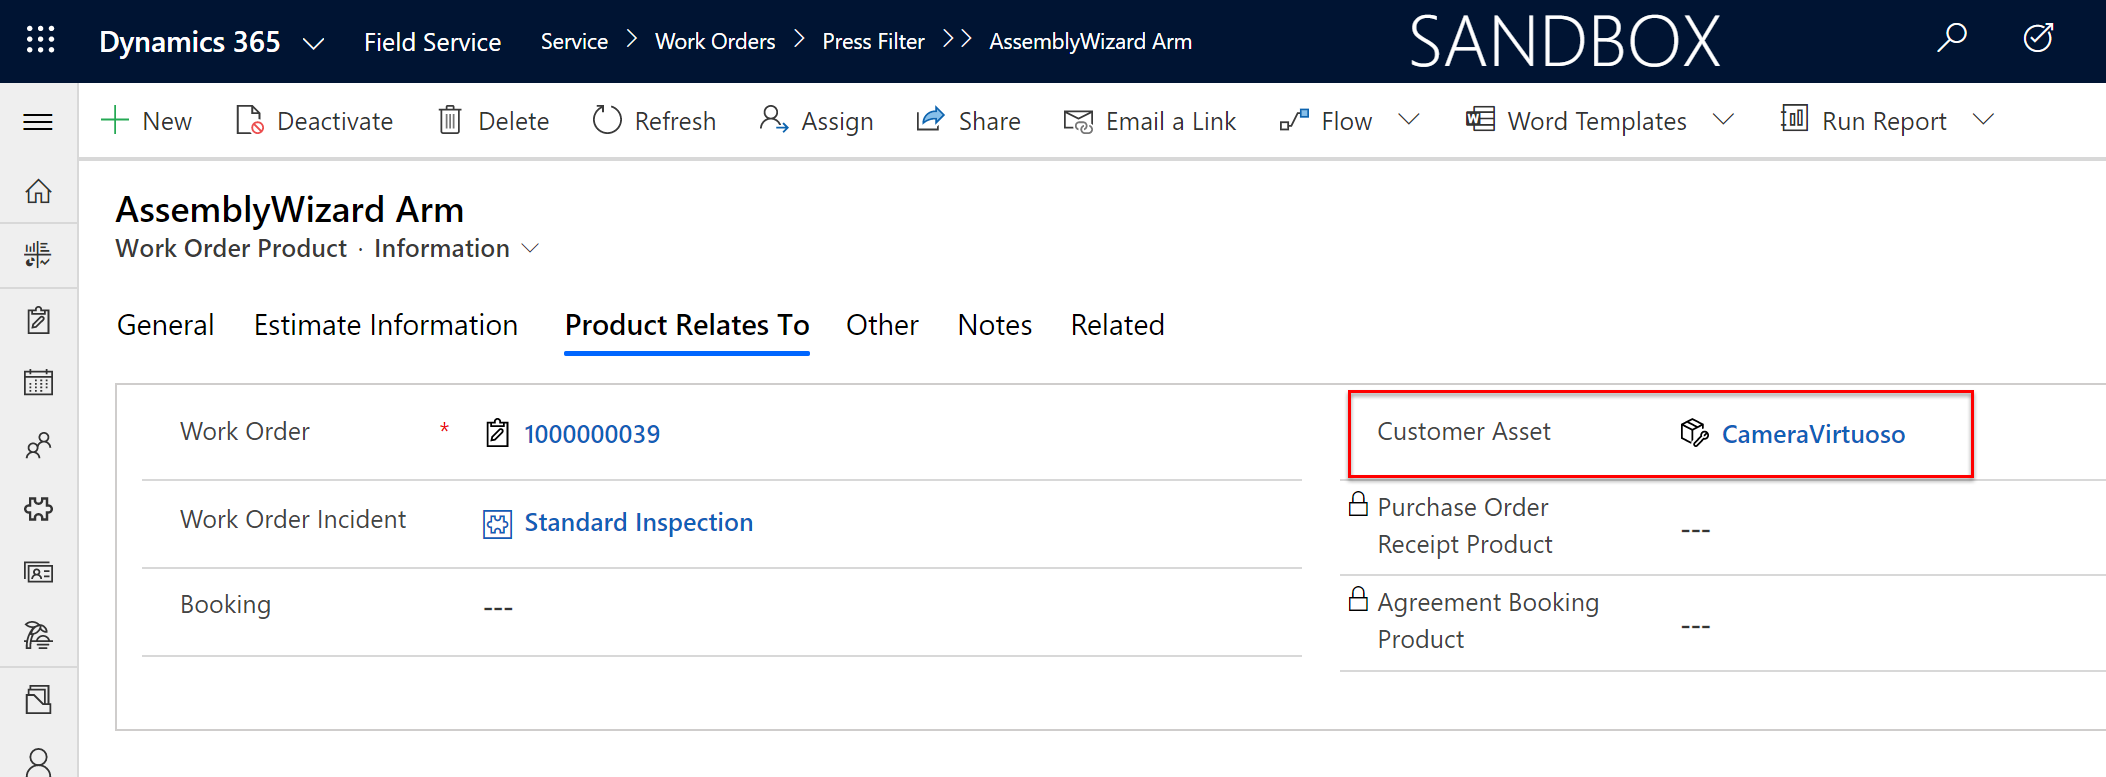 Dynamics 365 Field Service Service > Work Orders > Press Filter >> AssemblyWizard Arm SANDBOX
New Deactivate Delete Refresh Assign Share Email a Link Flow Word Templates Run Report
AssemblyWizard Arm
Work Order Product · Information
General Estimate Information Product Relates To Other Notes Related
Work Order * 1000000039
Customer Asset CameraVirtuoso
Work Order Incident Standard Inspection
Purchase Order
Receipt Product ---
Booking ---
Agreement Booking
Product ---